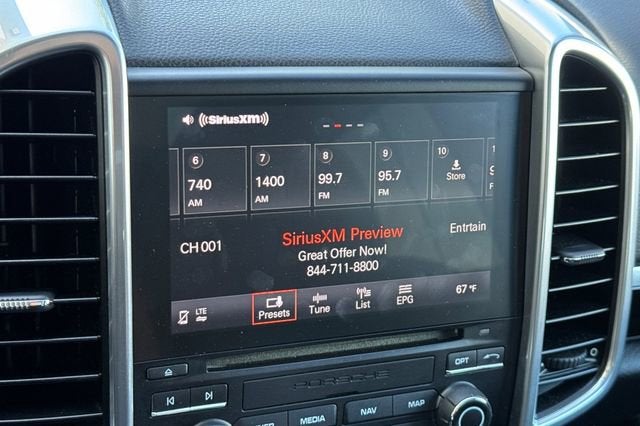 SiriusXM
6 7 8 9 10 1
740 1400 99.7 95.7 Store
AM AM FM FM
CH 001 SiriusXM Preview Entrtain
Great Offer Now!
844-711-8800
LTE Presets Tune List EPG 67 °F
OPT
PORSCHE
MEDIA NAV MAP